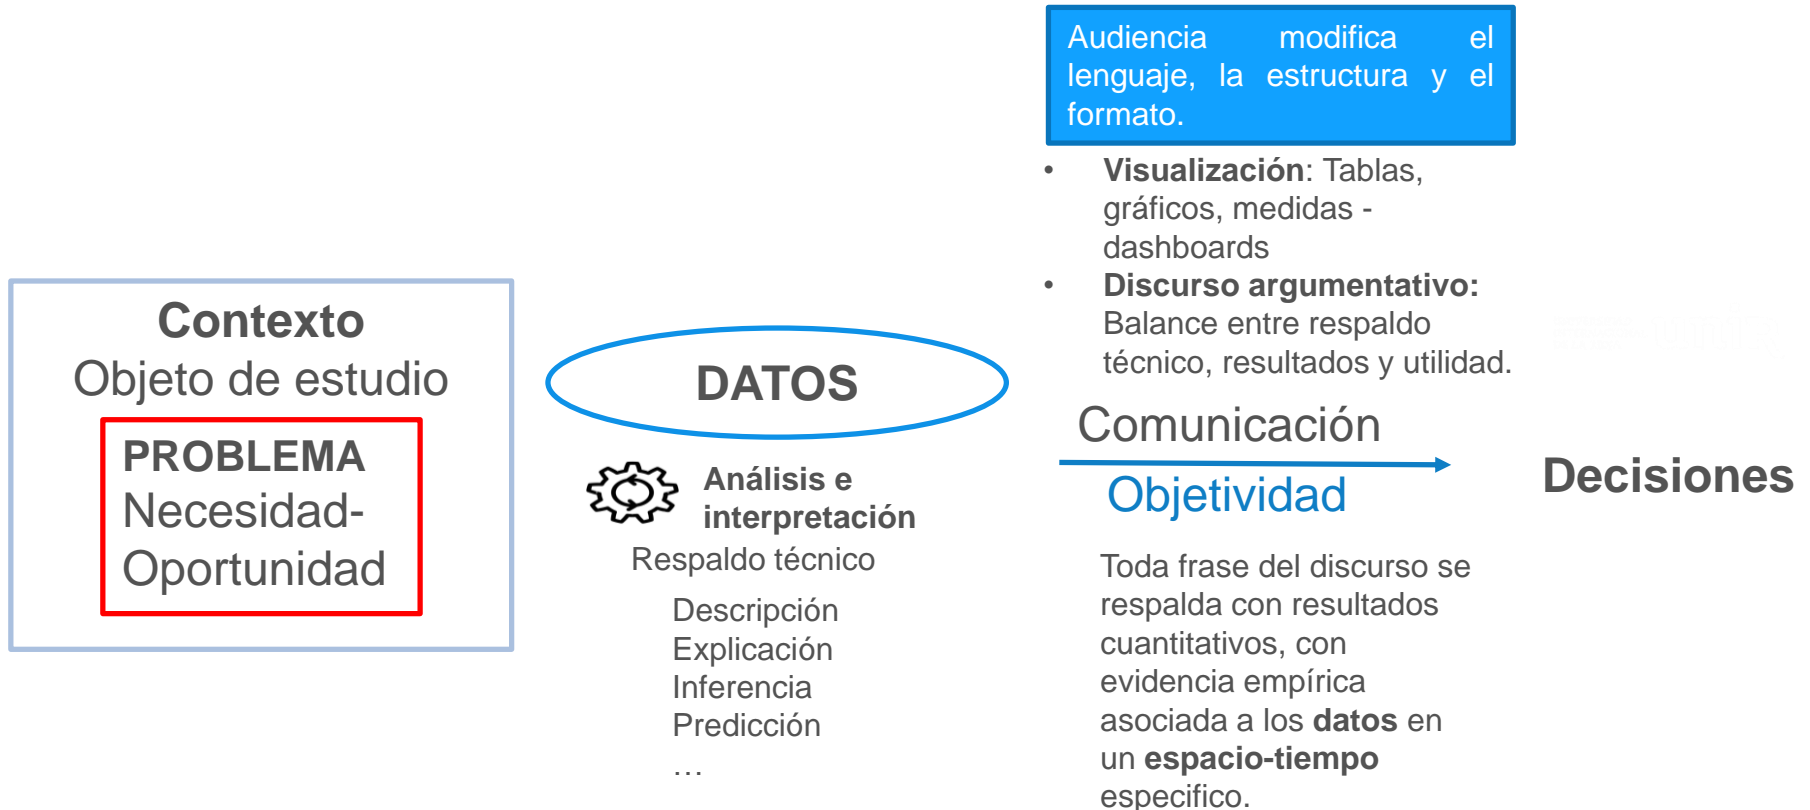 Contexto
Objeto de estudio
PROBLEMA
Necesidad-
Oportunidad
DATOS
Análisis e
interpretación
Respaldo técnico
Descripción
Explicación
Inferencia
Predicción
…
Audiencia modifica el
lenguaje, la estructura y el
formato.
• Visualización: Tablas,
gráficos, medidas -
dashboards
• Discurso argumentativo:
Balance entre respaldo
técnico, resultados y utilidad.
Comunicación
Objetividad
Toda frase del discurso se
respalda con resultados
cuantitativos, con
evidencia empírica
asociada a los datos en
un espacio-tiempo
especifico.
Decisiones